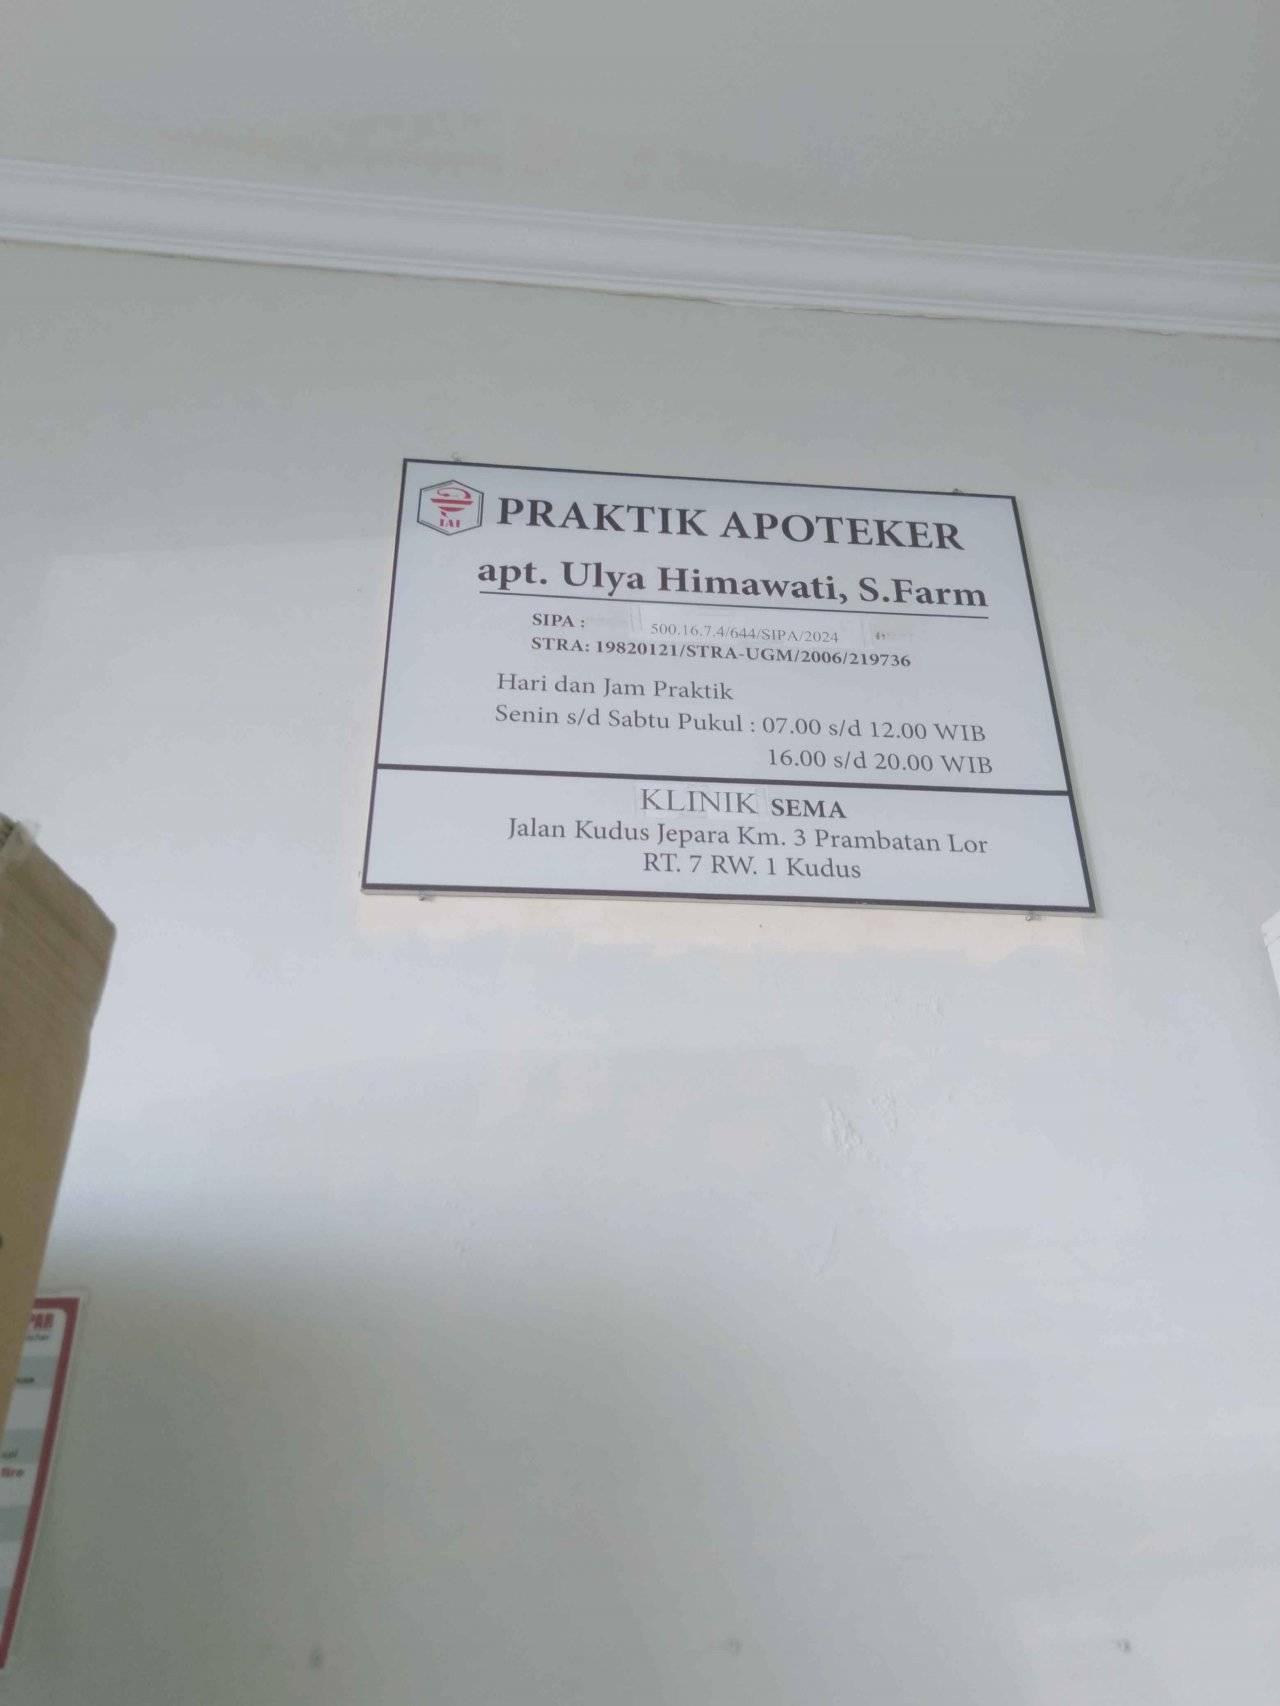 IAI
PRAKTIK APOTEKER
apt. Ulya Himawati, S.Farm
SIPA : 500.16.7.4/644/SIPA/2024
STRA: 19820121/STRA-UGM/2006/219736
Hari dan Jam Praktik
Senin s/d Sabtu Pukul : 07.00 s/d 12.00 WIB
16.00 s/d 20.00 WIB
KLINIK SEMA
Jalan Kudus Jepara Km. 3 Prambatan Lor
RT. 7 RW. 1 Kudus
fire